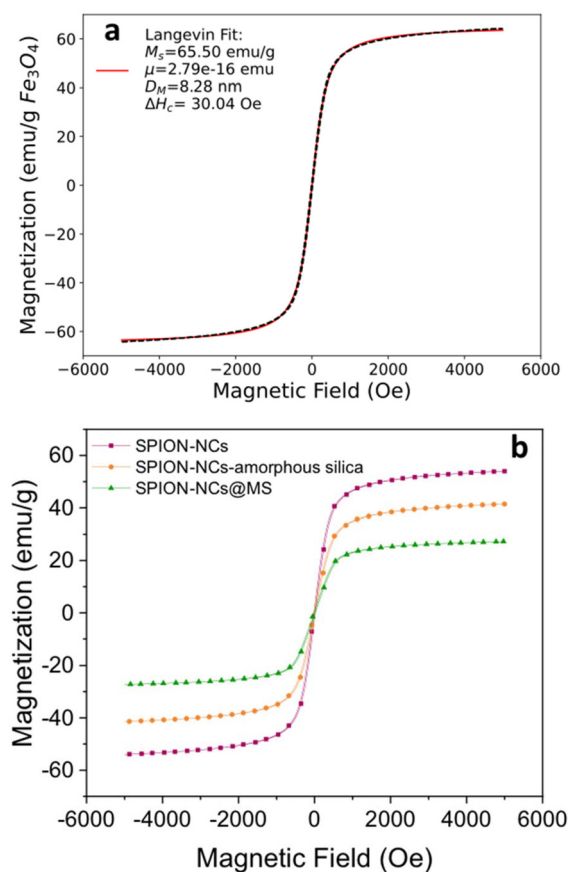 a
Langevin Fit:
Ms=65.50 emu/g
μ=2.79e-16 emu
DM=8.28 nm
ΔHc= 30.04 Oe
Magnetization (emu/g Fe3O4)
60
40
20
0
−20
−40
−60
−6000 −4000 −2000 0 2000 4000 6000
Magnetic Field (Oe)
b
SPION-NCs
SPION-NCs-amorphous silica
SPION-NCs@MS
Magnetization (emu/g)
60
40
20
0
-20
-40
-60
-6000 -4000 -2000 0 2000 4000 6000
Magnetic Field (Oe)